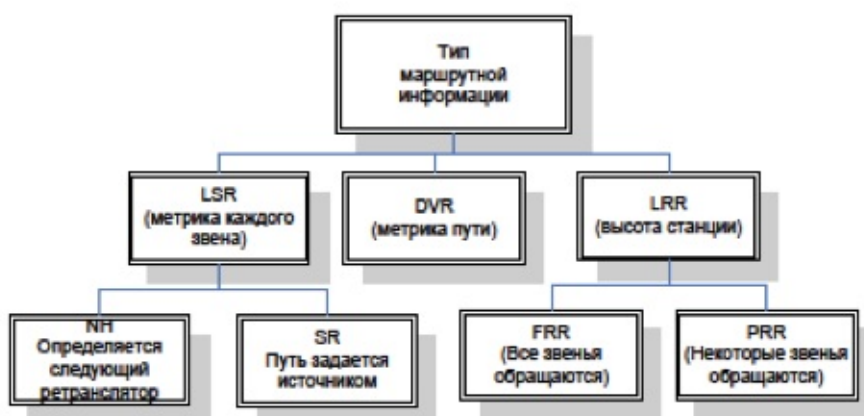 Тип
маршрутной
информации
LSR
(метрика каждого
звена)
DVR
(метрика пути)
LRR
(высота станции)
NH
Определяется
следующий
ретранслятор
SR
Путь задается
источником
FRR
(Все звенья
обращаются)
PRR
(Некоторые звенья
обращаются)